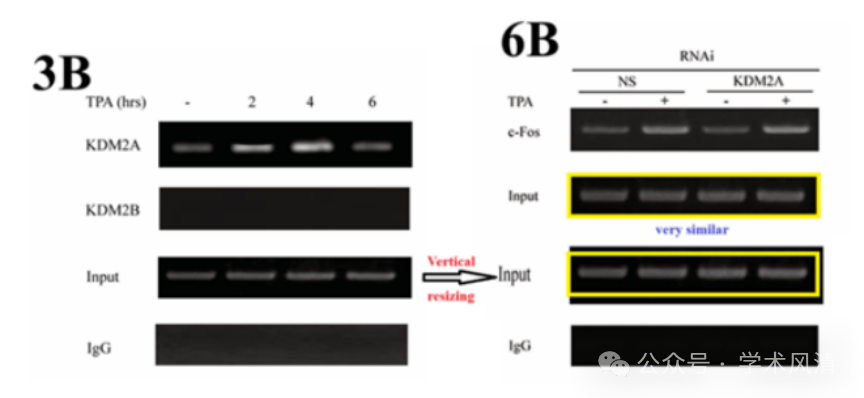 3B
TPA (hrs) - 2 4 6
KDM2A
KDM2B
Input
IgG
Vertical
resizing
6B
RNAi
NS KDM2A
TPA - + - +
c-Fos
Input
very similar
Input
IgG
公众号 · 学术风清